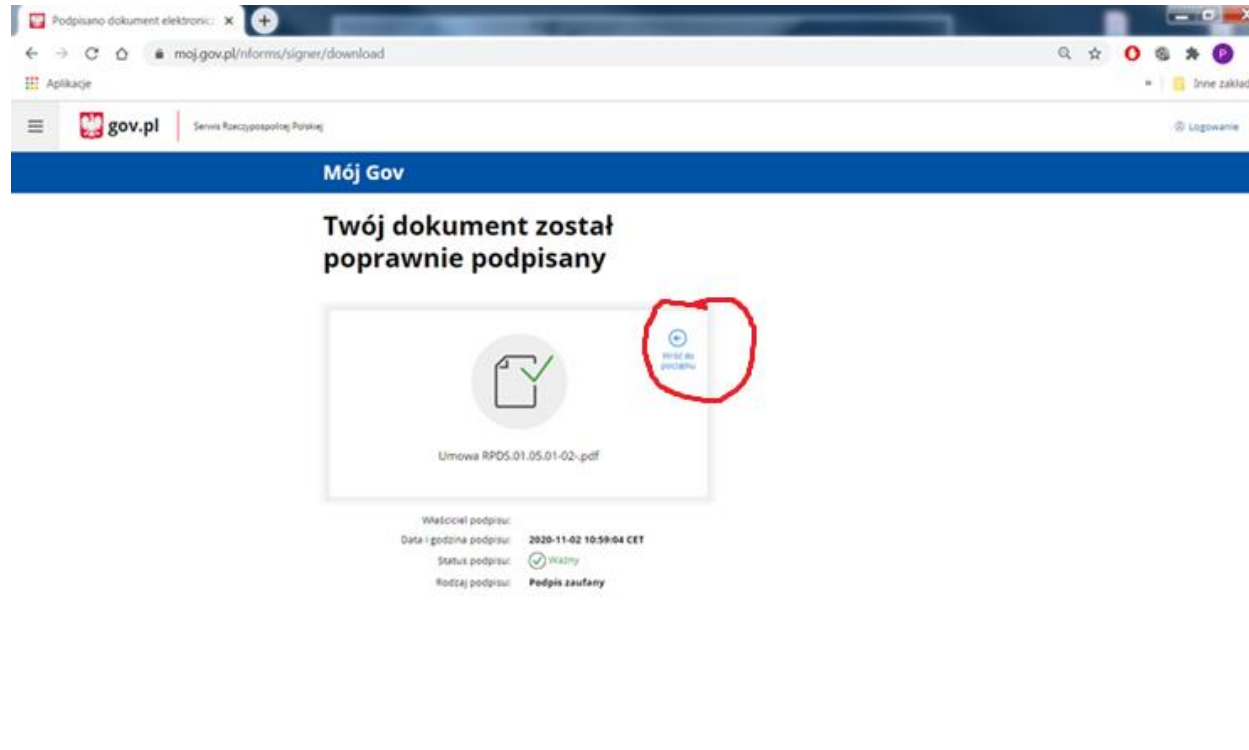 Podpisano dokument elektronic
moj.gov.pl/nforms/signer/download
P
Aplikacje
»
Inne zakład
gov.pl
Serwis Rzeczypospolitej Polskiej
Logowanie
Mój Gov
Twój dokument został
poprawnie podpisany
Wróć do
początku
Umowa RPDS.01.05.01-02-.pdf
Właściciel podpisu:
Data i godzina podpisu: 2020-11-02 10:59:04 CET
Status podpisu: Ważny
Rodzaj podpisu: Podpis zaufany